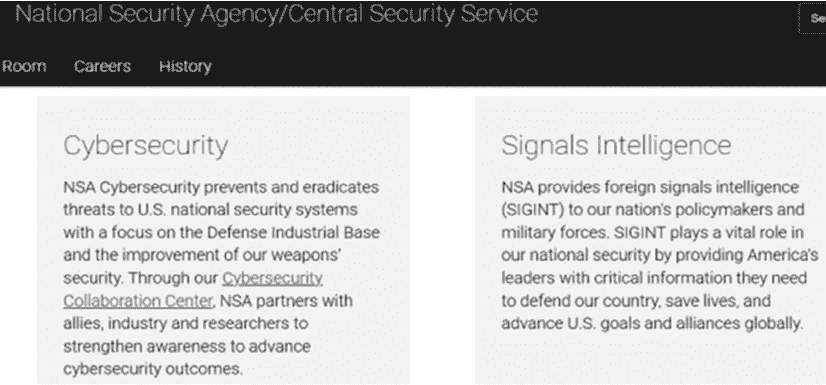 National Security Agency/Central Security Service
Se
Room Careers History
Cybersecurity
NSA Cybersecurity prevents and eradicates
threats to U.S. national security systems
with a focus on the Defense Industrial Base
and the improvement of our weapons'
security. Through our Cybersecurity
Collaboration Center, NSA partners with
allies, industry and researchers to
strengthen awareness to advance
cybersecurity outcomes.
Signals Intelligence
NSA provides foreign signals intelligence
(SIGINT) to our nation's policymakers and
military forces. SIGINT plays a vital role in
our national security by providing America's
leaders with critical information they need
to defend our country, save lives, and
advance U.S. goals and alliances globally.